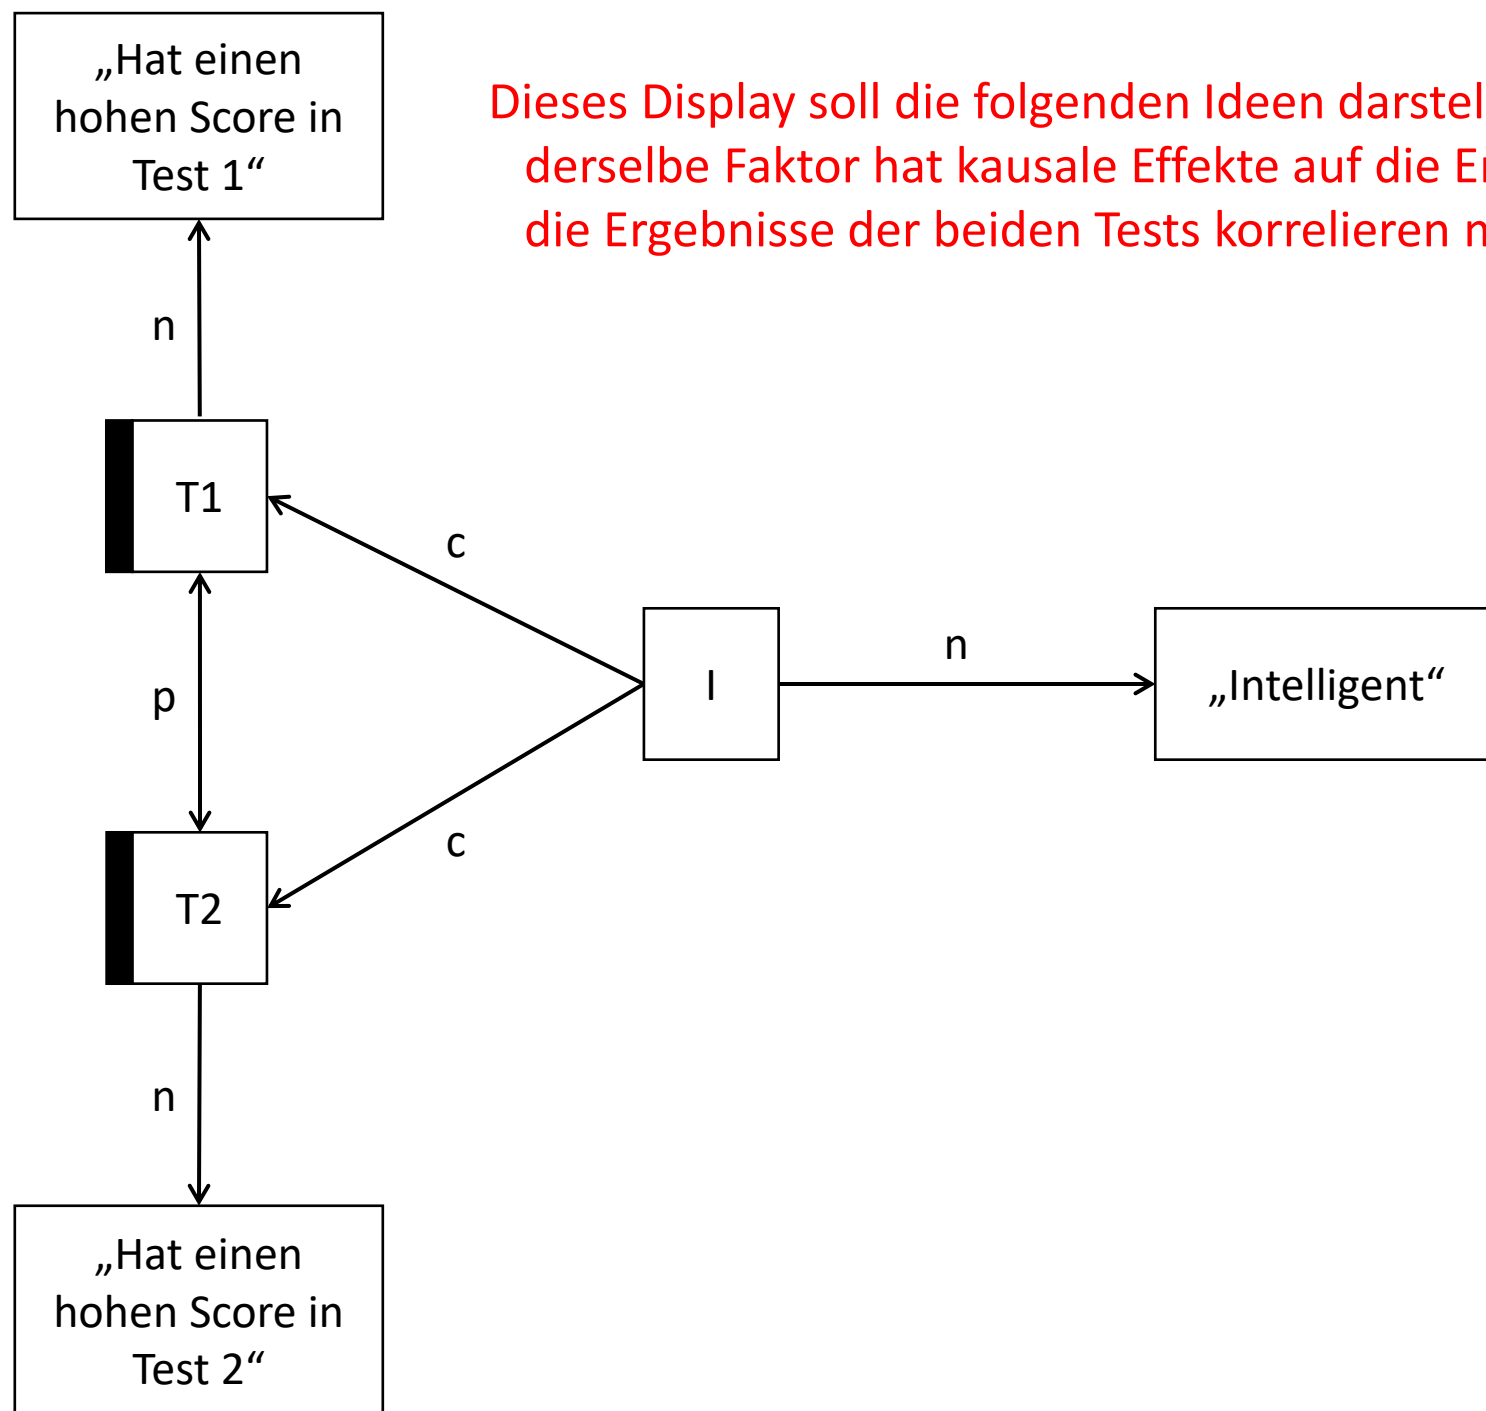 „Hat einen
hohen Score in
Test 1“
Dieses Display soll die folgenden Ideen darstel
derselbe Faktor hat kausale Effekte auf die
die Ergebnisse der beiden Tests korrelieren
n
T1
c
p
I
n
„Intelligent“
c
T2
n
„Hat einen
hohen Score in
Test 2“